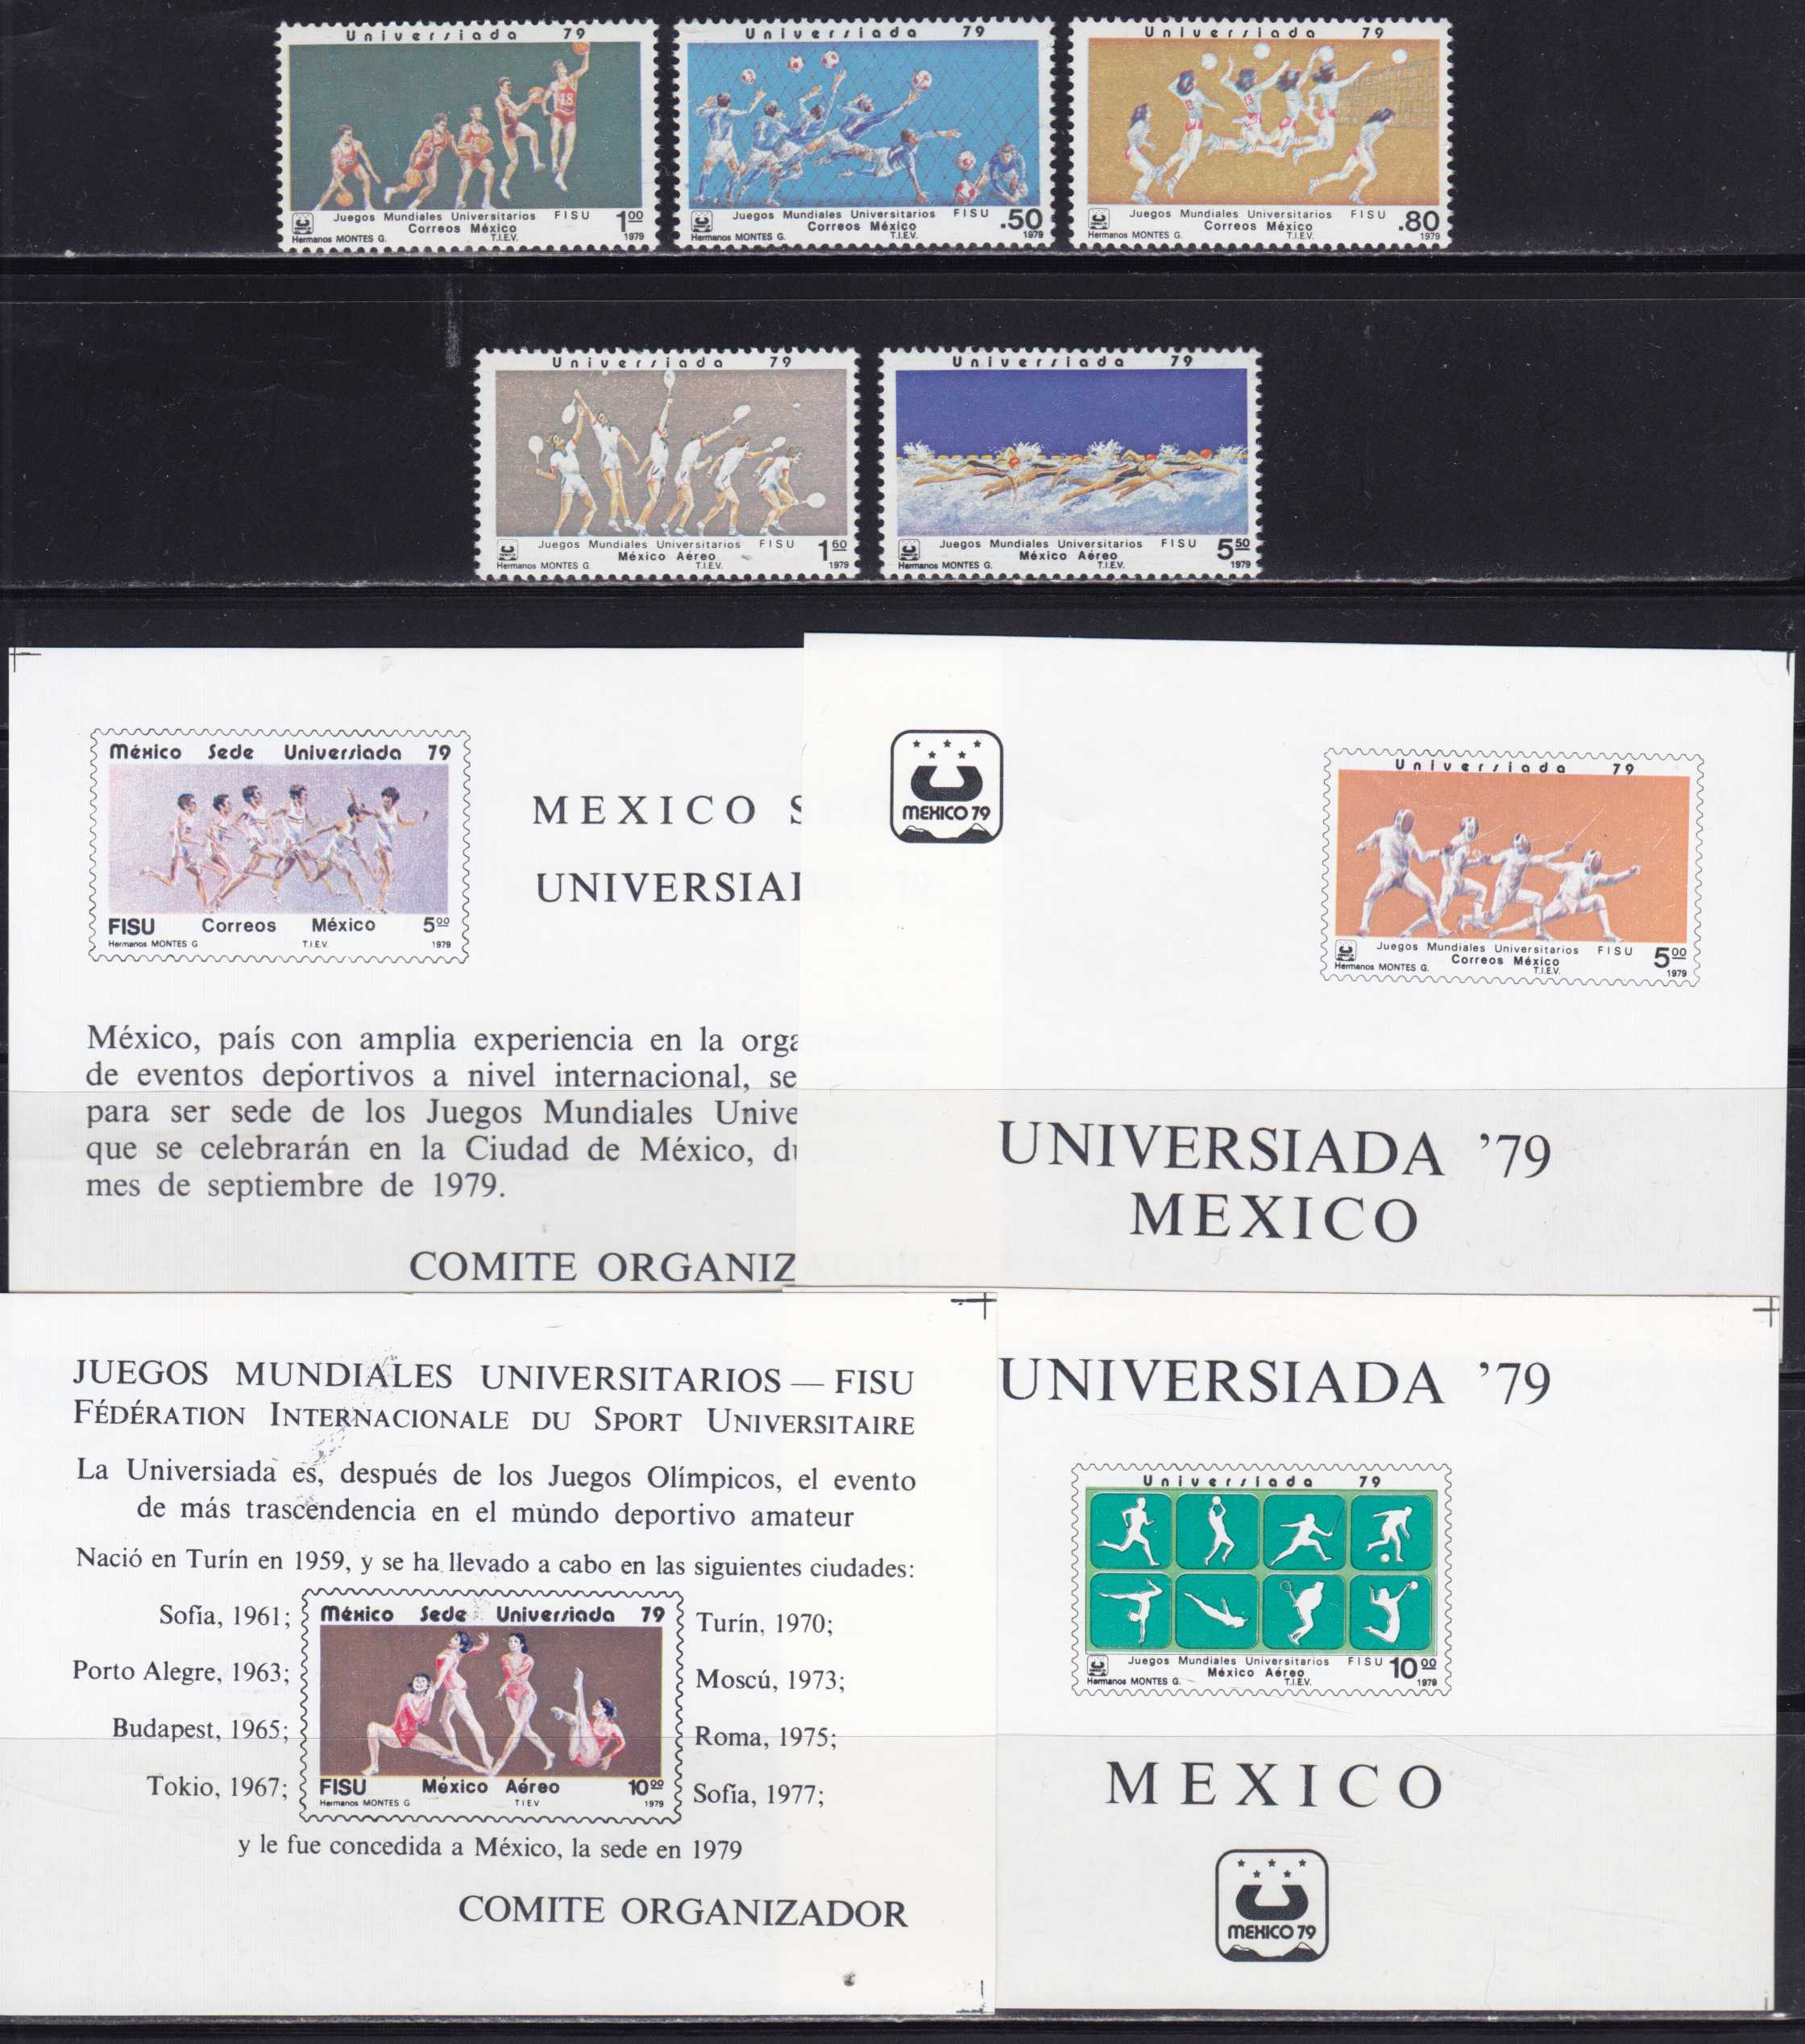 Universiada 79
18
Juegos Mundiales Universitarios FISU
Correos México
1 00
Hermanos MONTES G. T.I.E.V. 1979
Universiada 79
Juegos Mundiales Universitarios FISU
Correos México
.50
Hermanos MONTES G. T.I.E.V. 1979
Universiada 79
13
Juegos Mundiales Universitarios FISU
Correos México
.80
Hermanos MONTES G. T.I.E.V. 1979
Universiada 79
Juegos Mundiales Universitarios FISU
México Aéreo
1 60
Hermanos MONTES G. T.I.E.V. 1979
Universiada 79
Juegos Mundiales Universitarios FISU
México Aéreo
5 50
Hermanos MONTES G. T.I.E.V. 1979
México Sede Universiada 79
FISU Correos México 5 00
Hermanos MONTES G T.I.E.V. 1979
MEXICO S
UNIVERSIA
México, país con amplia experiencia en la orga
de eventos deportivos a nivel internacional, se
para ser sede de los Juegos Mundiales Unive
que se celebrarán en la Ciudad de México, du
mes de septiembre de 1979.
COMITE ORGANIZ
MEXICO 79
Universiada 79
Juegos Mundiales Universitarios FISU
Correos México
5 00
Hermanos MONTES G. T.I.E.V. 1979
UNIVERSIADA '79
MEXICO
JUEGOS MUNDIALES UNIVERSITARIOS — FISU
FÉDÉRATION INTERNACIONALE DU SPORT UNIVERSITAIRE
La Universiada es, después de los Juegos Olímpicos, el evento
de más trascendencia en el mundo deportivo amateur
Nació en Turín en 1959, y se ha llevado a cabo en las siguientes ciudades:
Sofía, 1961;
Porto Alegre, 1963;
Budapest, 1965;
Tokio, 1967;
México Sede Universiada 79
FISU México Aéreo 10 00
Hermanos MONTES G T I E V 1979
Turín, 1970;
Moscú, 1973;
Roma, 1975;
Sofía, 1977;
y le fue concedida a México, la sede en 1979
COMITE ORGANIZADOR
UNIVERSIADA '79
Universiada 79
Juegos Mundiales Universitarios FISU
México Aéreo
10 00
Hermanos MONTES G. T.I.E.V. 1979
MEXICO
MEXICO 79